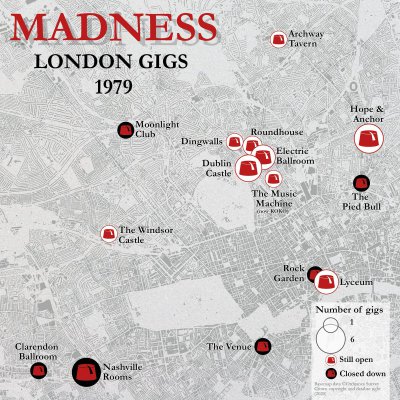 MADNESS
LONDON GIGS
1979
Archway
Tavern
Hope &
Anchor
Moonlight
Club
Roundhouse
Dingwalls
Electric
Ballroom
Dublin
Castle
The Music
Machine
(now KOKO)
The
Pied Bull
The Windsor
Castle
Rock
Garden
Lyceum
Number of gigs
1
6
Still open
Closed down
The Venue
Clarendon
Ballroom
Nashville
Rooms